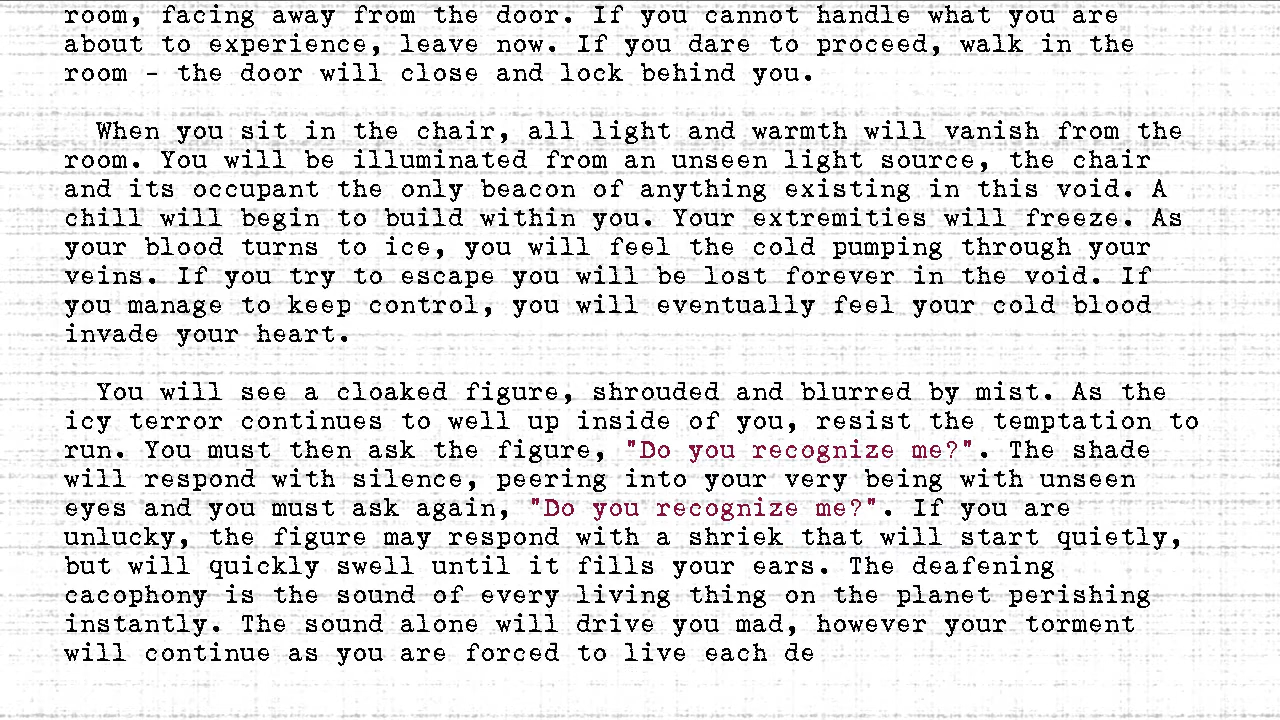 room, facing away from the door. If you cannot handle what you are
about to experience, leave now. If you dare to proceed, walk in the
room - the door will close and lock behind you.
When you sit in the chair, all light and warmth will vanish from the
room. You will be illuminated from an unseen light source, the chair
and its occupant the only beacon of anything existing in this void. A
chill will begin to build within you. Your extremities will freeze. As
your blood turns to ice, you will feel the cold pumping through your
veins. If you try to escape you will be lost forever in the void. If
you manage to keep control, you will eventually feel your cold blood
invade your heart.
You will see a cloaked figure, shrouded and blurred by mist. As the
icy terror continues to well up inside of you, resist the temptation to
run. You must then ask the figure, "Do you recognize me?". The shade
will respond with silence, peering into your very being with unseen
eyes and you must ask again, "Do you recognize me?". If you are
unlucky, the figure may respond with a shriek that will start quietly,
but will quickly swell until it fills your ears. The deafening
cacophony is the sound of every living thing on the planet perishing
instantly. The sound alone will drive you mad, however your torment
will continue as you are forced to live each de